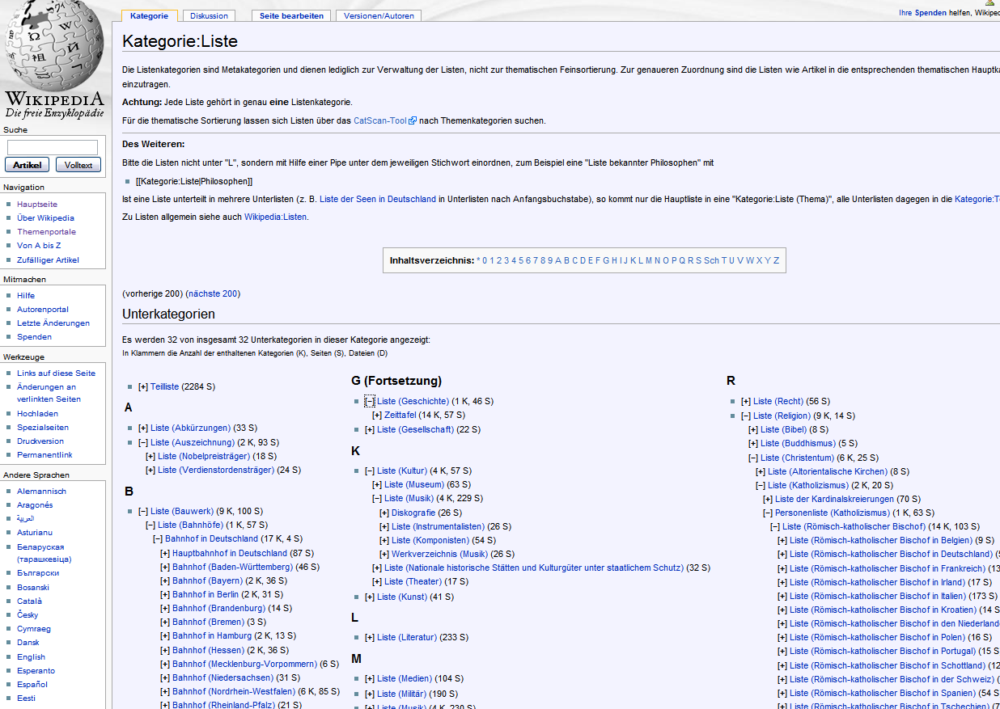 Kategorie
Diskussion
Seite bearbeiten
Versionen/Autoren
Ihre Spenden helfen,
WIKIPEDIA
Die freie Enzyklopädie
Suche
Artikel
Volltext
Navigation
Hauptseite
Über Wikipedia
Themenportale
Von A bis Z
Zufälliger Artikel
Mitmachen
Hilfe
Autorenportal
Letzte Änderungen
Spenden
Werkzeuge
Links auf diese Seite
Änderungen an
verlinkten Seiten
Hochladen
Spezialseiten
Druckversion
Permanentlink
Andere Sprachen
Alemannisch
Aragonés
العربية
Asturianu
Беларуская
(тарашкевіца)
Български
Bosanski
Català
Česky
Cymraeg
Dansk
English
Esperanto
Español
Eesti
Kategorie:Liste
Die Listenkategorien sind Metakategorien und dienen lediglich zur Verwaltung der Listen, nicht zur thematischen Feinsortierung. Zur genaueren Zuordnung sind die Listen wie Artikel in die entsprechenden thematischen
einzutragen.
Achtung: Jede Liste gehört in genau eine Listenkategorie.
Für die thematische Sortierung lassen sich Listen über das CatScan-Tool nach Themenkategorien suchen.
Des Weiteren:
Bitte die Listen nicht unter "L", sondern mit Hilfe einer Pipe unter dem jeweiligen Stichwort einordnen, zum Beispiel eine "Liste bekannter Philosophen" mit
[[Kategorie:Liste|Philosophen]]
Ist eine Liste unterteilt in mehrere Unterlisten (z. B. Liste der Seen in Deutschland in Unterlisten nach Anfangsbuchstabe), so kommt nur die Hauptliste in eine "Kategorie:Liste (Thema)", alle Unterlisten dagegen in die
Zu Listen allgemein siehe auch Wikipedia:Listen.
Inhaltsverzeichnis: * 0 1 2 3 4 5 6 7 8 9 A B C D E F G H I J K L M N O P Q R S Sch T U V W X Y Z
(vorherige 200) (nächste 200)
Unterkategorien
Es werden 32 von insgesamt 32 Unterkategorien in dieser Kategorie angezeigt:
In Klammern die Anzahl der enthaltenen Kategorien (K), Seiten (S), Dateien (D)
[+] Teilliste (2284 S)
A
[+] Liste (Abkürzungen) (33 S)
[−] Liste (Auszeichnung) (2 K, 93 S)
[+] Liste (Nobelpreisträger) (18 S)
[+] Liste (Verdienstordensträger) (24 S)
B
[−] Liste (Bauwerk) (9 K, 100 S)
[−] Liste (Bahnhöfe) (1 K, 57 S)
[−] Bahnhof in Deutschland (17 K, 4 S)
[+] Hauptbahnhof in Deutschland (87 S)
[+] Bahnhof (Baden-Württemberg) (46 S)
[+] Bahnhof (Bayern) (2 K, 36 S)
[+] Bahnhof in Berlin (2 K, 31 S)
[+] Bahnhof (Brandenburg) (14 S)
[+] Bahnhof (Bremen) (3 S)
[+] Bahnhof in Hamburg (2 K, 13 S)
[+] Bahnhof (Hessen) (2 K, 36 S)
[+] Bahnhof (Mecklenburg-Vorpommern) (6 S)
[+] Bahnhof (Niedersachsen) (31 S)
[+] Bahnhof (Nordrhein-Westfalen) (6 K, 85 S)
[+] Bahnhof (Rheinland-Pfalz) (21 S)
G (Fortsetzung)
[−] Liste (Geschichte) (1 K, 46 S)
[+] Zeittafel (14 K, 57 S)
[+] Liste (Gesellschaft) (22 S)
K
[−] Liste (Kultur) (4 K, 57 S)
[+] Liste (Museum) (63 S)
[−] Liste (Musik) (4 K, 229 S)
[+] Diskografie (26 S)
[+] Liste (Instrumentalisten) (26 S)
[+] Liste (Komponisten) (54 S)
[+] Werkverzeichnis (Musik) (26 S)
[+] Liste (Nationale historische Stätten und Kulturgüter unter staatlichem Schutz) (32 S)
[+] Liste (Theater) (17 S)
[+] Liste (Kunst) (41 S)
L
[+] Liste (Literatur) (233 S)
M
[+] Liste (Medien) (104 S)
[+] Liste (Militär) (190 S)
[+] Liste (Musik) (4 K, 230 S)
R
[+] Liste (Recht) (56 S)
[−] Liste (Religion) (9 K, 14 S)
[+] Liste (Bibel) (8 S)
[+] Liste (Buddhismus) (5 S)
[−] Liste (Christentum) (6 K, 25 S)
[+] Liste (Altorientalische Kirchen) (8 S)
[−] Liste (Katholizismus) (2 K, 20 S)
[+] Liste der Kardinalskreierungen (70 S)
[−] Personenliste (Katholizismus) (1 K, 63 S)
[−] Liste (Römisch-katholischer Bischof) (14 K, 103 S)
[+] Liste (Römisch-katholischer Bischof in Belgien) (9 S)
[+] Liste (Römisch-katholischer Bischof in Deutschland)
[+] Liste (Römisch-katholischer Bischof in Frankreich)
[+] Liste (Römisch-katholischer Bischof in Irland) (17 S)
[+] Liste (Römisch-katholischer Bischof in Italien) (173 S)
[+] Liste (Römisch-katholischer Bischof in Kroatien) (14 S
[+] Liste (Römisch-katholischer Bischof in den
[+] Liste (Römisch-katholischer Bischof in Polen) (16 S)
[+] Liste (Römisch-katholischer Bischof in Portugal) (15 S
[+] Liste (Römisch-katholischer Bischof in Schottland)
[+] Liste (Römisch-katholischer Bischof in der Schweiz) (
[+] Liste (Römisch-katholischer Bischof in Spanien) (54 S
[+] Liste (Römisch-katholischer Bischof in Tschechien)